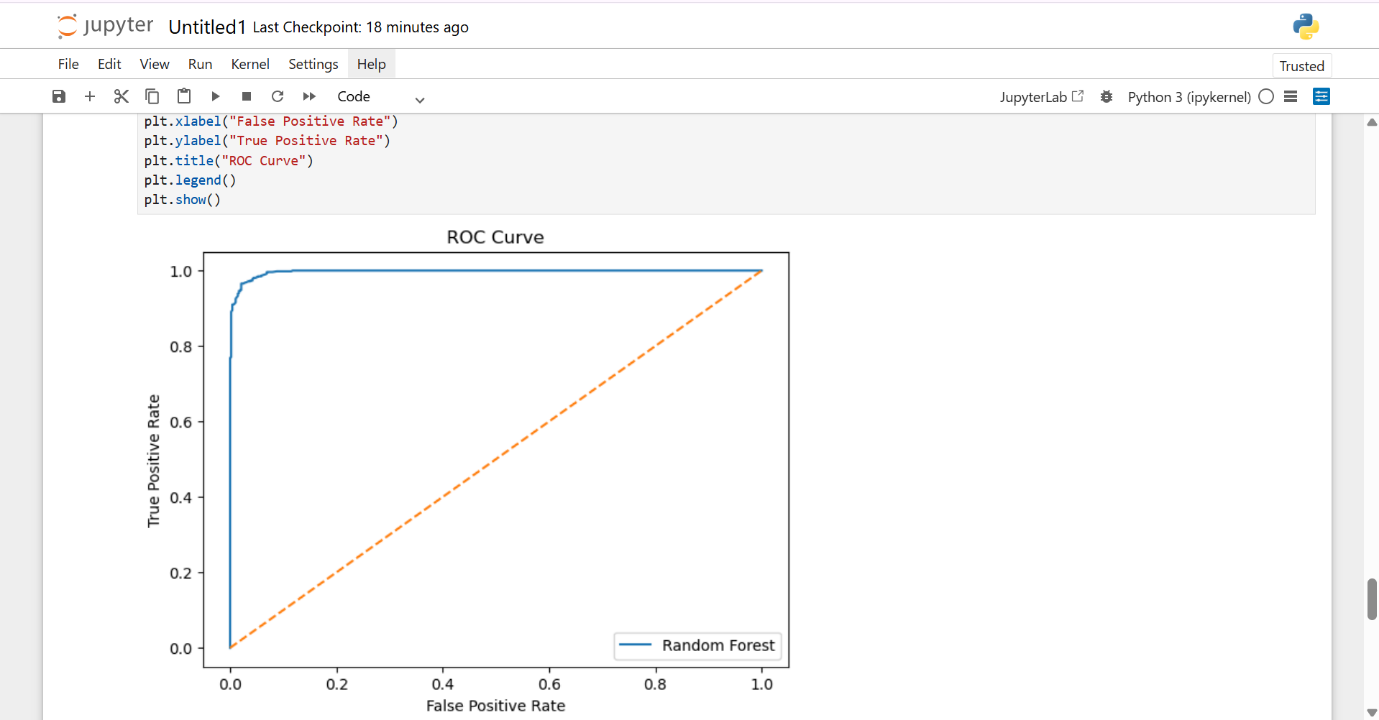 jupyter Untitled1 Last Checkpoint: 18 minutes ago
File Edit View Run Kernel Settings Help Trusted
Code JupyterLab Python 3 (ipykernel)
plt.xlabel("False Positive Rate")
plt.ylabel("True Positive Rate")
plt.title("ROC Curve")
plt.legend()
plt.show()
ROC Curve
1.0
0.8
0.6
0.4
0.2
0.0
True Positive Rate
Random Forest
0.0 0.2 0.4 0.6 0.8 1.0
False Positive Rate